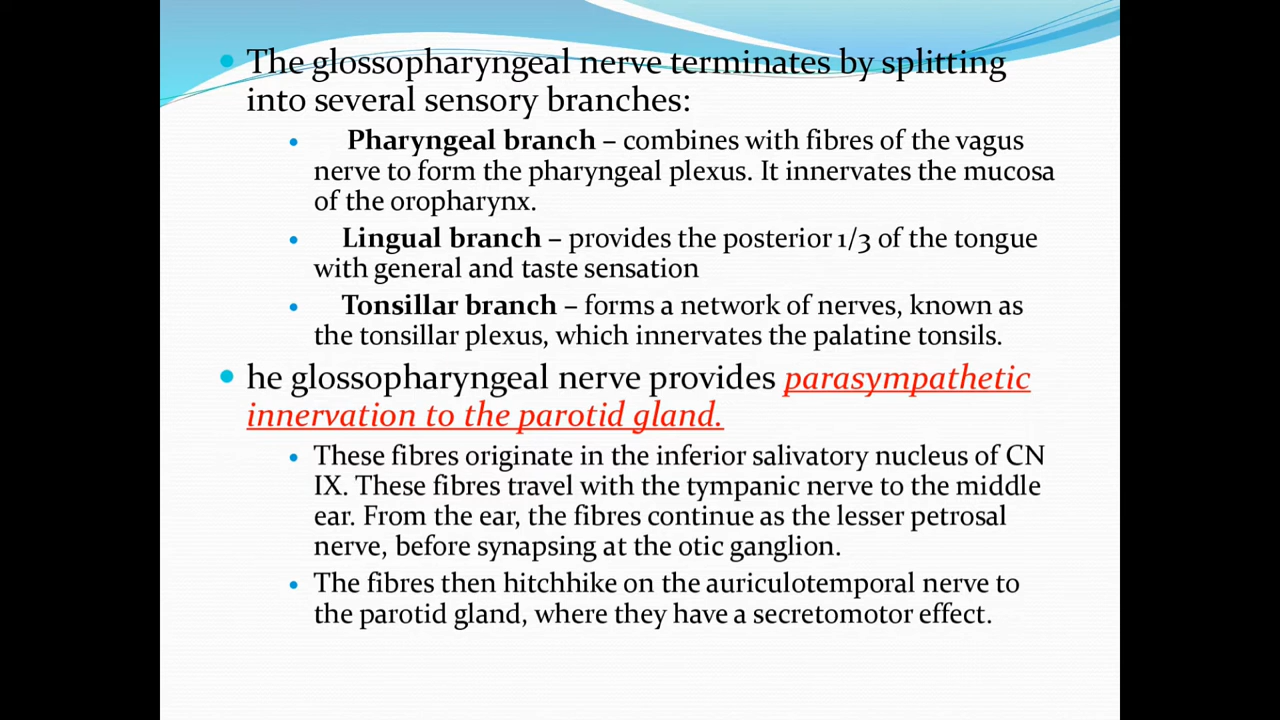 The glossopharyngeal nerve terminates by splitting
into several sensory branches:
Pharyngeal branch – combines with fibres of the vagus
nerve to form the pharyngeal plexus. It innervates the mucosa
of the oropharynx.
Lingual branch – provides the posterior 1/3 of the tongue
with general and taste sensation
Tonsillar branch – forms a network of nerves, known as
the tonsillar plexus, which innervates the palatine tonsils.
he glossopharyngeal nerve provides parasympathetic
innervation to the parotid gland.
These fibres originate in the inferior salivatory nucleus of CN
IX. These fibres travel with the tympanic nerve to the middle
ear. From the ear, the fibres continue as the lesser petrosal
nerve, before synapsing at the otic ganglion.
The fibres then hitchhike on the auriculotemporal nerve to
the parotid gland, where they have a secretomotor effect.